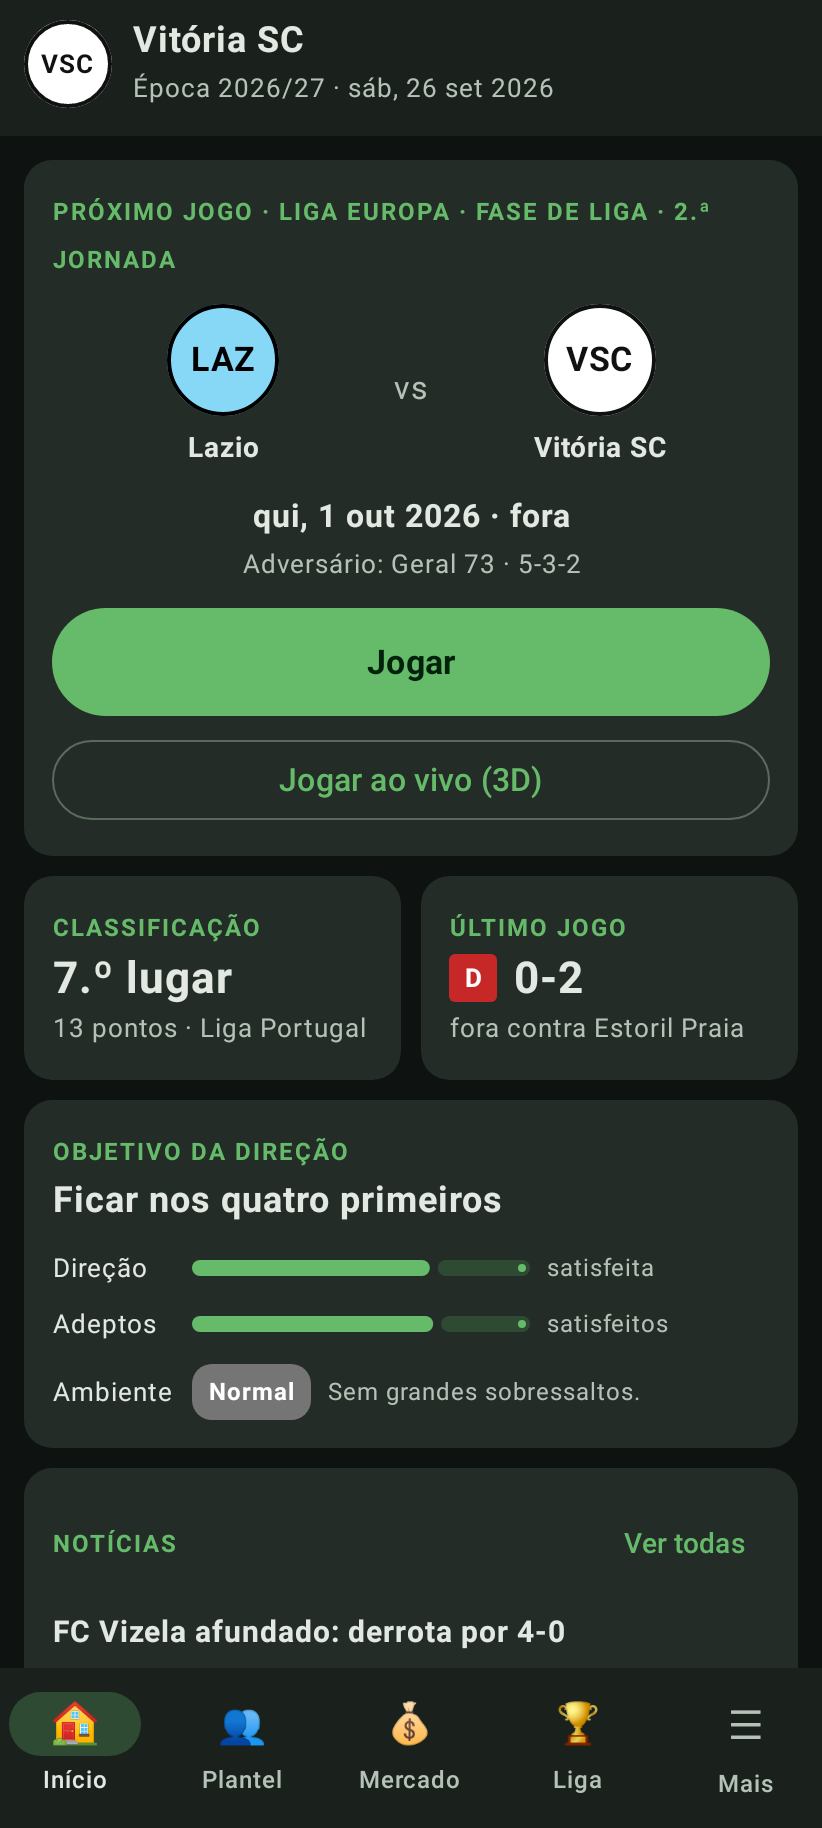 VSC
Vitória SC
Época 2026/27 · sáb, 26 set 2026
PRÓXIMO JOGO · LIGA EUROPA · FASE DE LIGA · 2.ª
JORNADA
LAZ
vs
VSC
Lazio
Vitória SC
qui, 1 out 2026 · fora
Adversário: Geral 73 · 5-3-2
Jogar
Jogar ao vivo (3D)
CLASSIFICAÇÃO
7.º lugar
13 pontos · Liga Portugal
ÚLTIMO JOGO
D 0-2
fora contra Estoril Praia
OBJETIVO DA DIREÇÃO
Ficar nos quatro primeiros
Direção satisfeita
Adeptos satisfeitos
Ambiente Normal Sem grandes sobressaltos.
NOTÍCIAS Ver todas
FC Vizela afundado: derrota por 4-0
Início Plantel Mercado Liga Mais